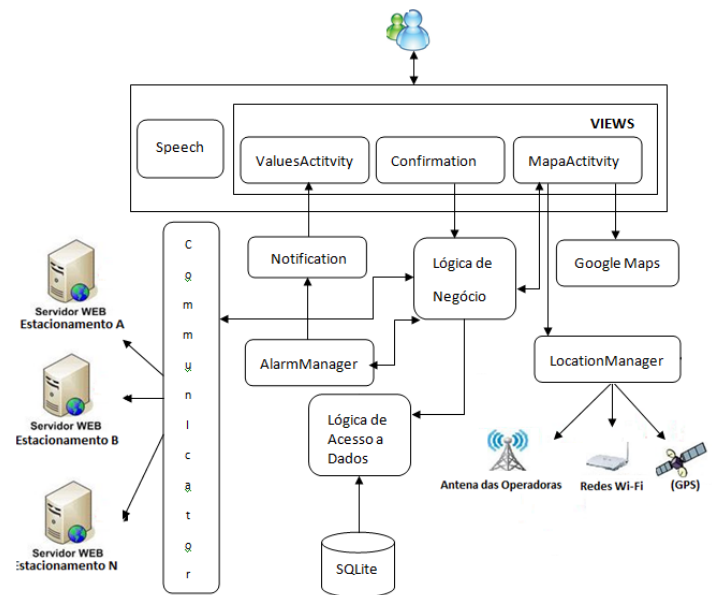 VIEWS
Speech
ValuesActitvity
Confirmation
MapaActitvity
C
o
m
m
u
n
I
c
a
t
o
r
Notification
Lógica de
Negócio
Google Maps
Servidor WEB
Estacionamento A
AlarmManager
LocationManager
Servidor WEB
Estacionamento B
Lógica de
Acesso a
Dados
Antena das Operadoras
Redes Wi-Fi
(GPS)
Servidor WEB
Estacionamento N
SQLite